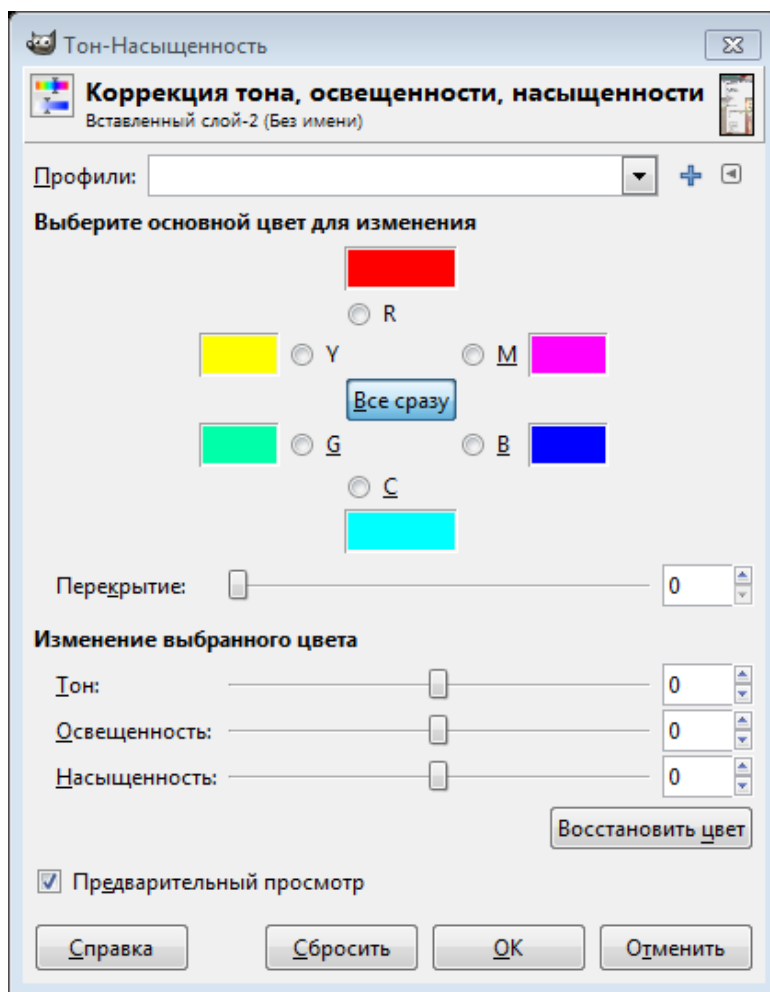 Тон-Насыщенность
Коррекция тона, освещенности, насыщенности
Вставленный слой-2 (Без имени)
Профили:
Выберите основной цвет для изменения
R
Y M
Все сразу
G B
C
Перекрытие: 0
Изменение выбранного цвета
Тон: 0
Освещенность: 0
Насыщенность: 0
Восстановить цвет
Предварительный просмотр
Справка Сбросить OK Отменить